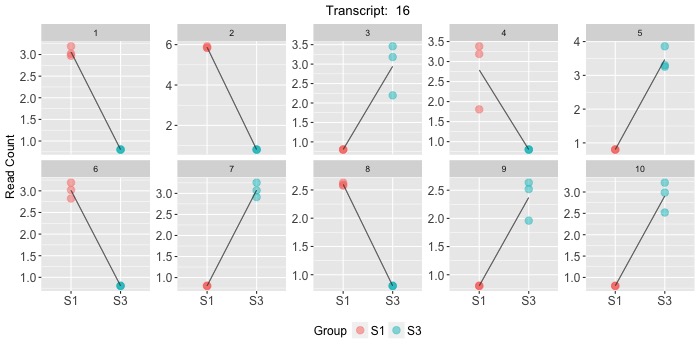 Transcript: 16
1 2 3 4 5
3.0 6 3.5 3.5 4
2.5 4 3.0 3.0 3
2.0 2 2.5 2.5 2
1.5 2.0 2.0 1
1.0 1.5 1.5
1.0 1.0
Read Count
6 7 8 9 10
3.0 3.0 2.5 2.5 3.0
2.5 2.5 2.0 2.0 2.5
2.0 2.0 1.5 1.5 2.0
1.5 1.5 1.0 1.0 1.5
1.0 1.0 1.0
S1 S3 S1 S3 S1 S3 S1 S3 S1 S3
Group S1 S3